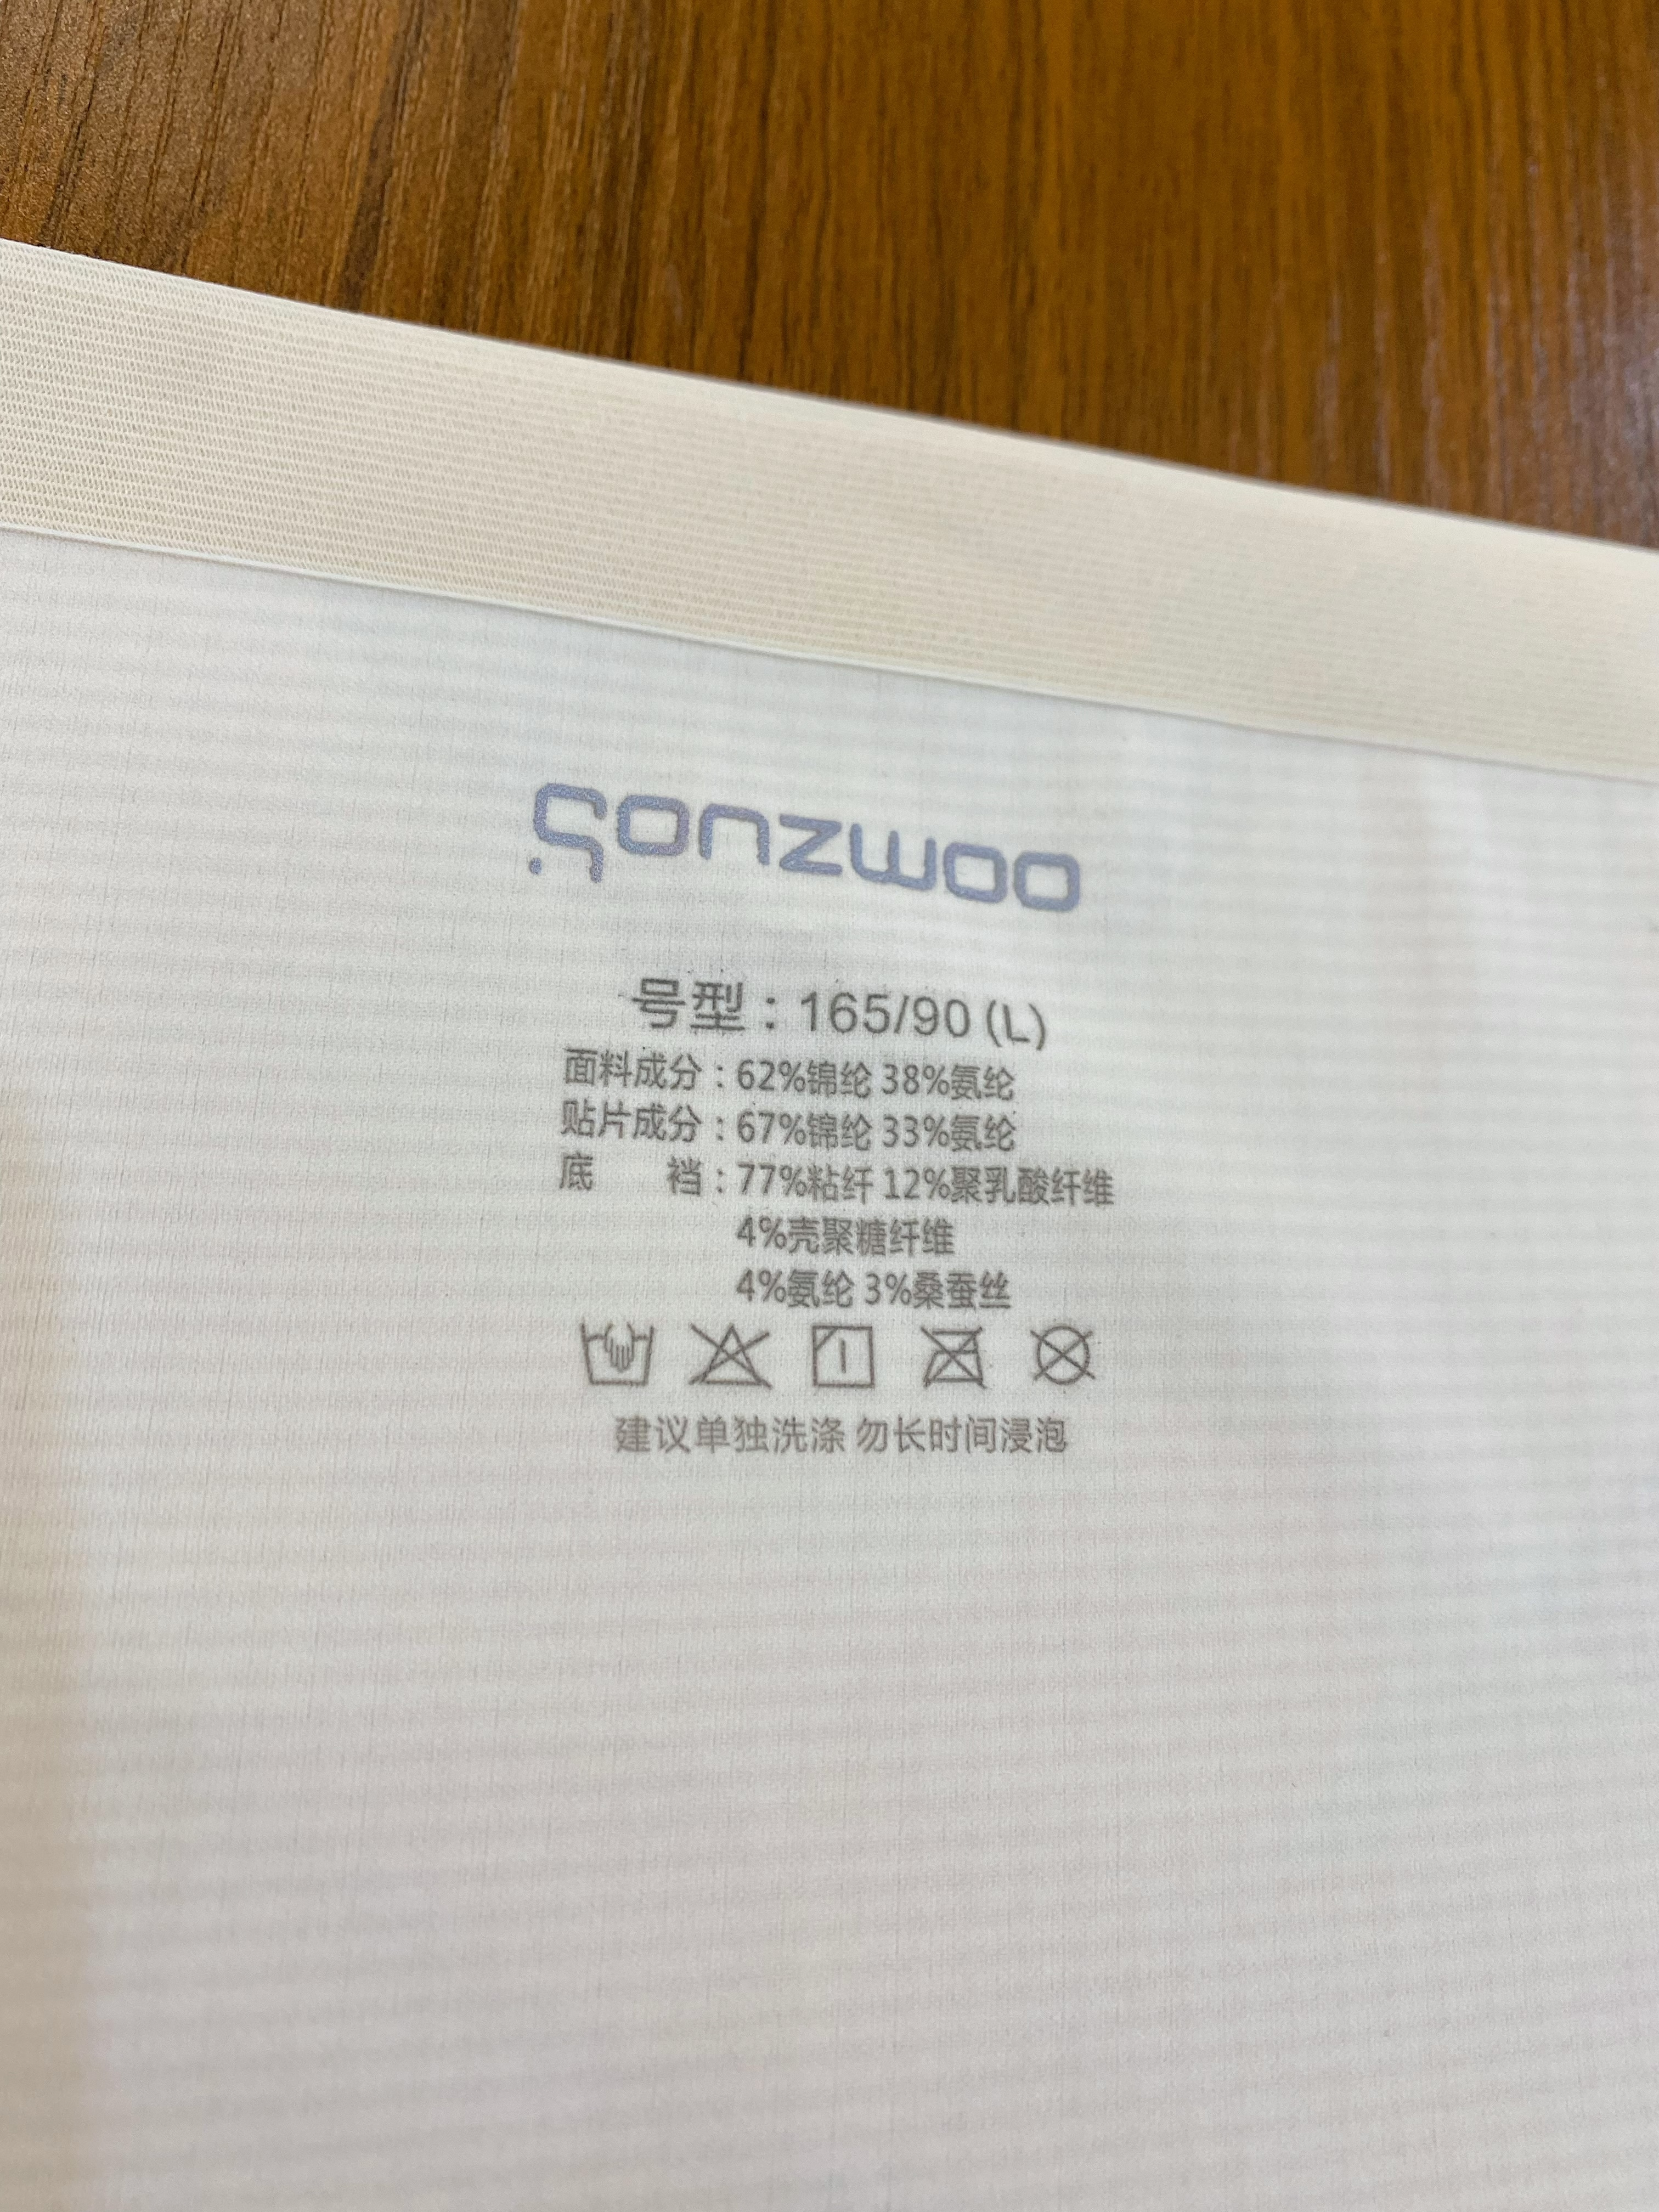 号型：165/90 (L)
面料成分：62%锦纶 38%氨纶
贴片成分：67%锦纶 33%氨纶
底 裆：77%粘纤 12%聚乳酸纤维
4%壳聚糖纤维
4%氨纶 3%桑蚕丝
建议单独洗涤 勿长时间浸泡